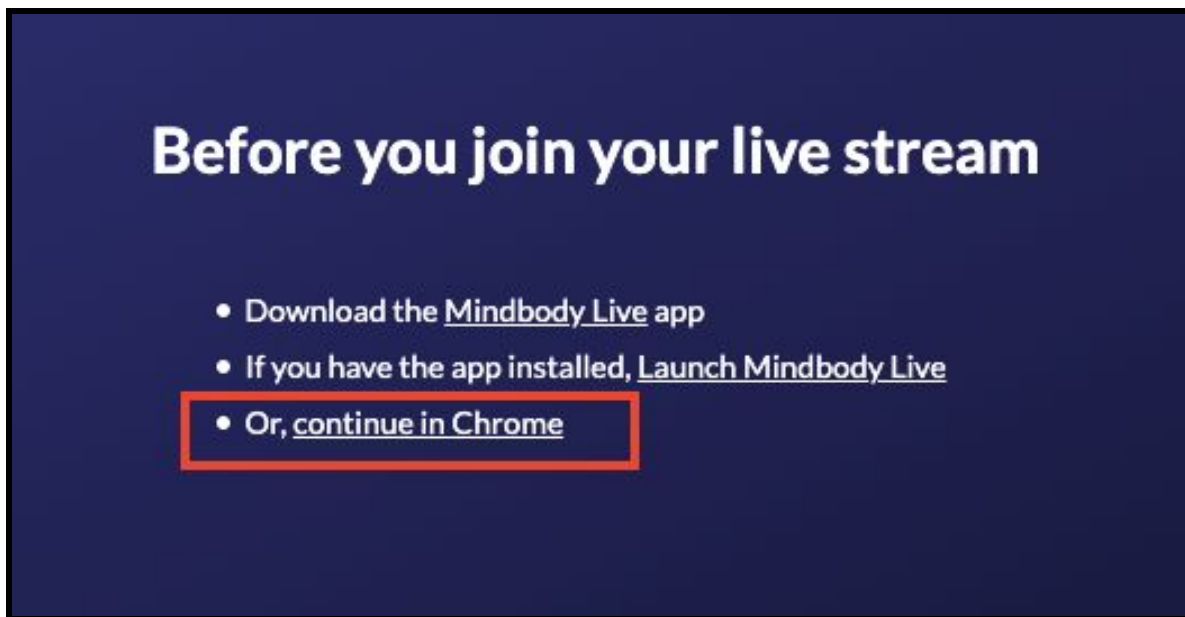 Before you join your live stream
• Download the Mindbody Live app
• If you have the app installed, Launch Mindbody Live
• Or, continue in Chrome